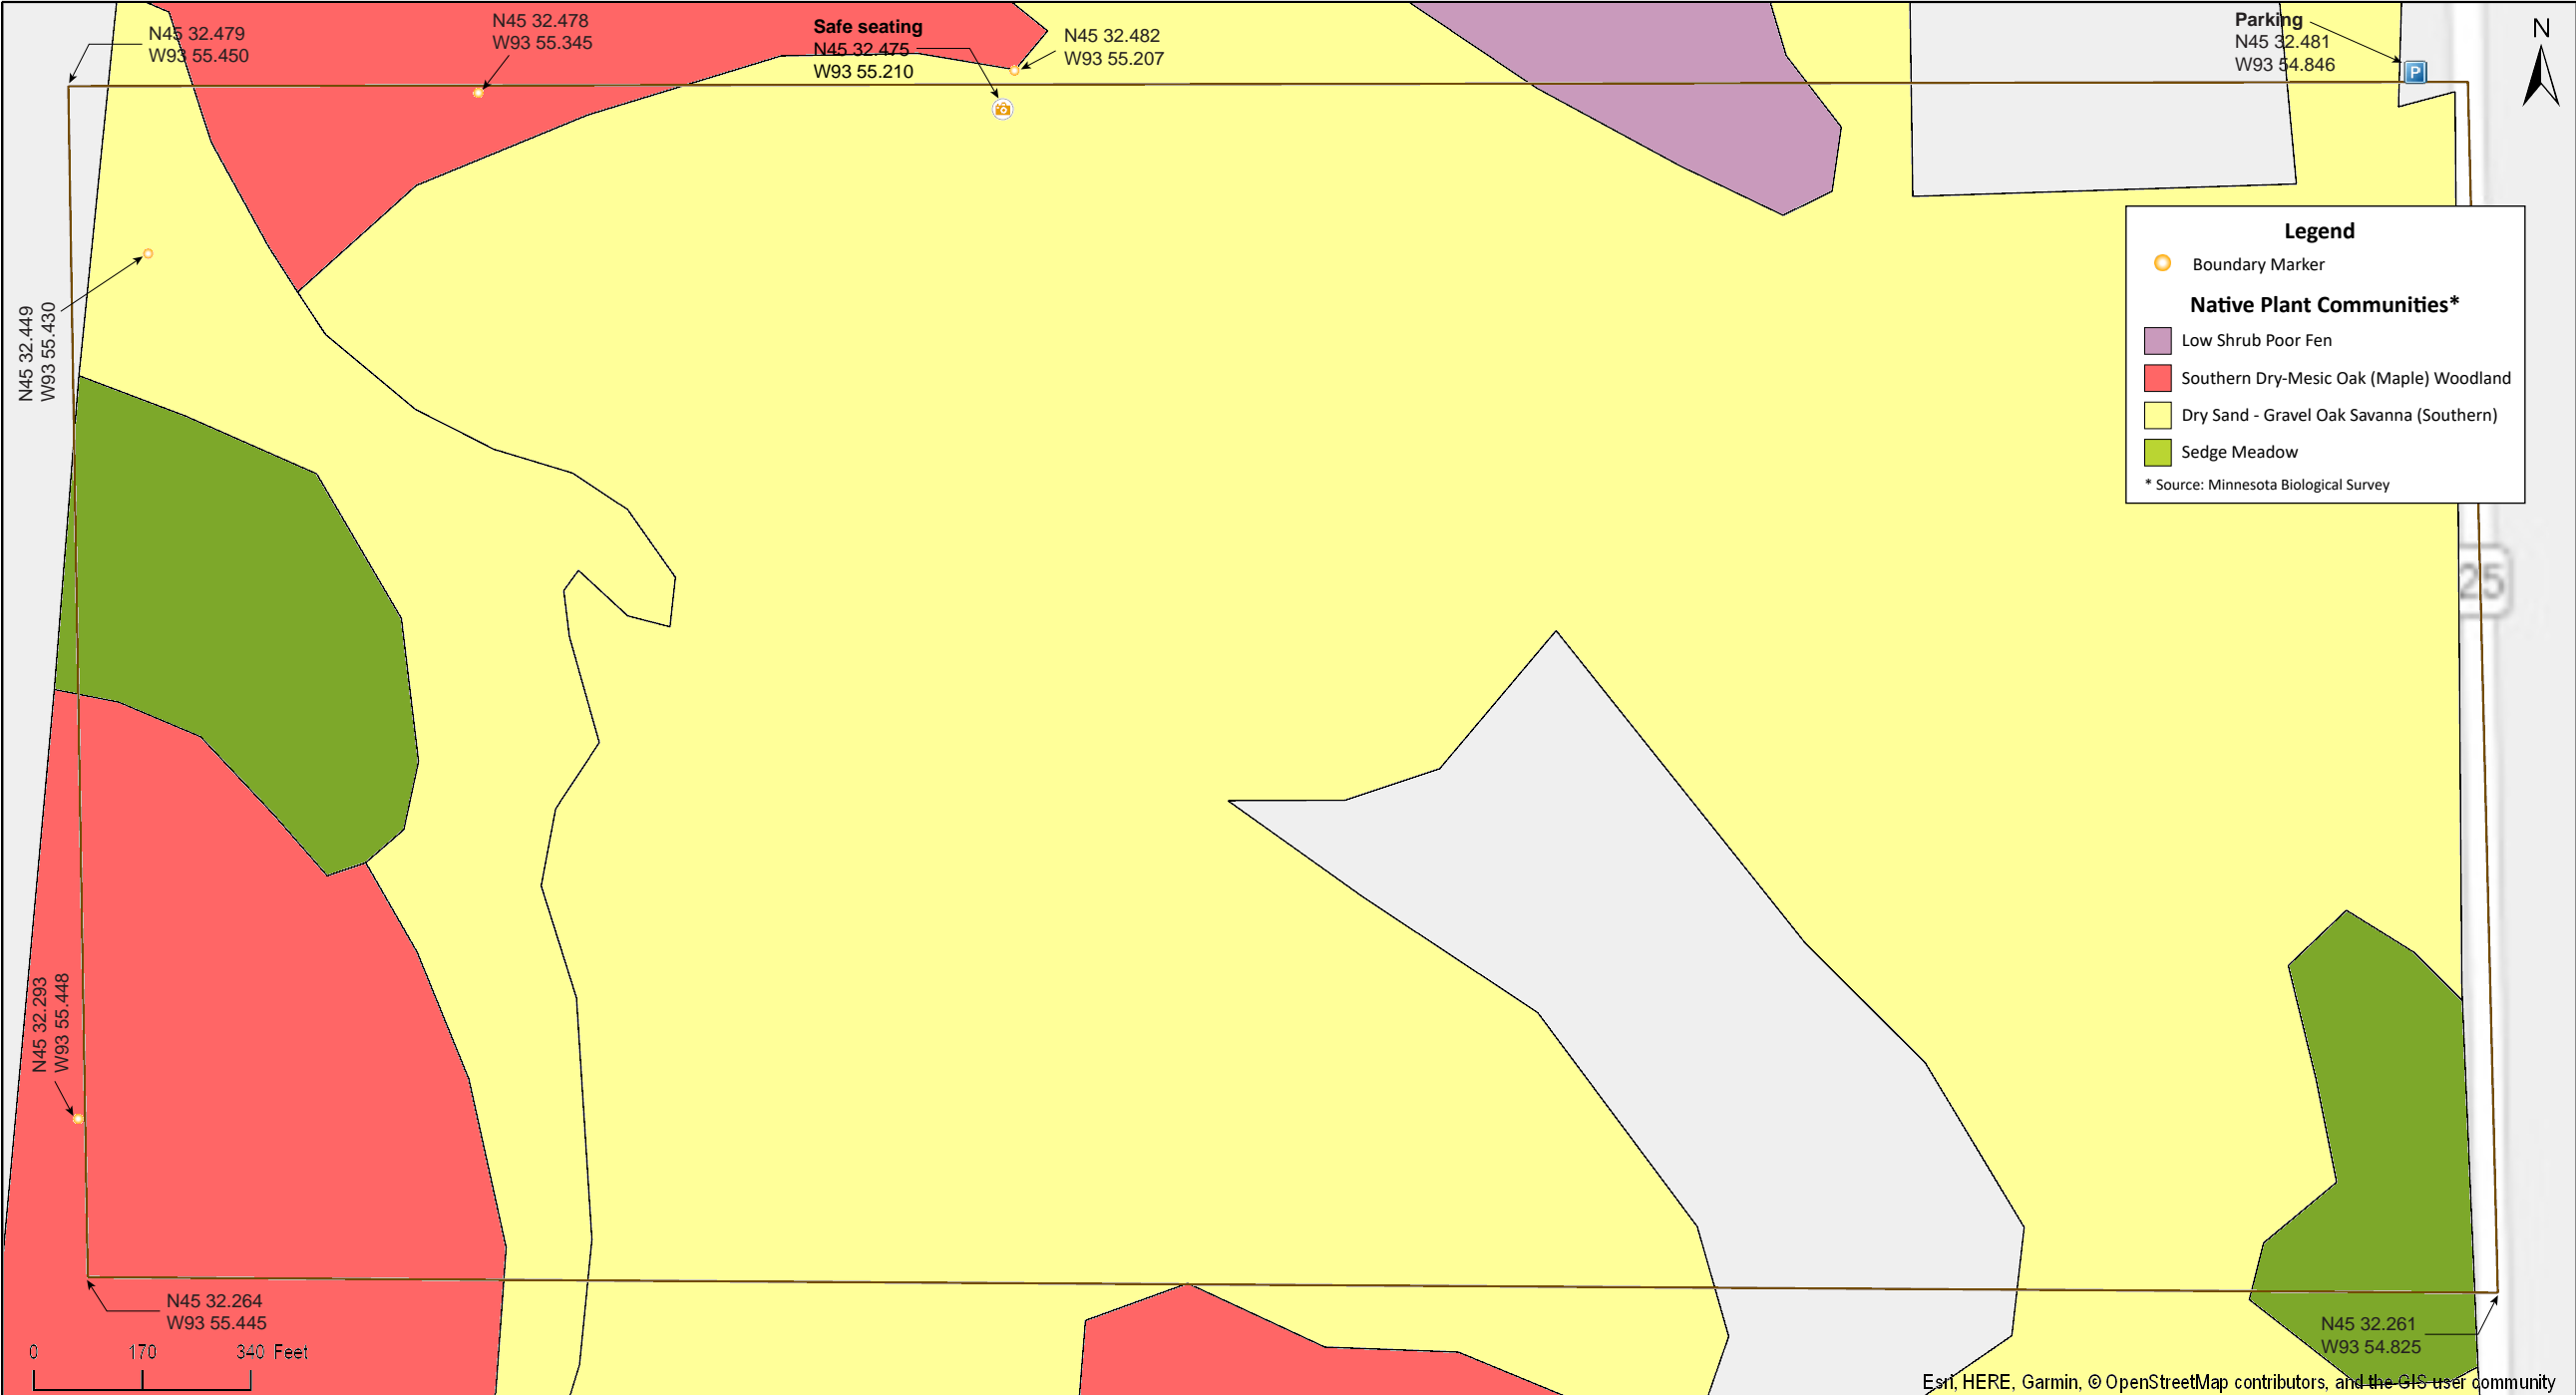 N45 32.479
W93 55.450
N45 32.478
W93 55.345
Safe seating
N45 32.475
W93 55.210
N45 32.482
W93 55.207
Parking
N45 32.481
W93 54.846
P
N
N45 32.449
W93 55.430
Legend
Boundary Marker
Native Plant Communities*
Low Shrub Poor Fen
Southern Dry-Mesic Oak (Maple) Woodland
Dry Sand - Gravel Oak Savanna (Southern)
Sedge Meadow
* Source: Minnesota Biological Survey
25
N45 32.293
W93 55.448
N45 32.264
W93 55.445
N45 32.261
W93 54.825
0 170 340 Feet
Esri, HERE, Garmin, © OpenStreetMap contributors, and the GIS user community